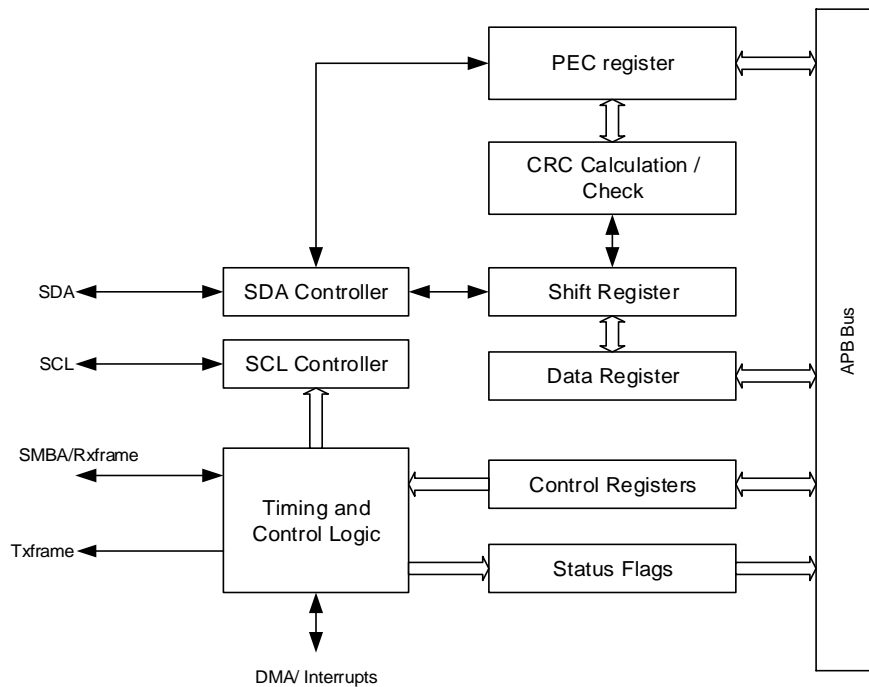 PEC register
CRC Calculation /
Check
SDA
SDA Controller
Shift Register
SCL
SCL Controller
Data Register
APB Bus
SMBA/Rxframe
Timing and
Control Logic
Control Registers
Txframe
Status Flags
DMA/ Interrupts